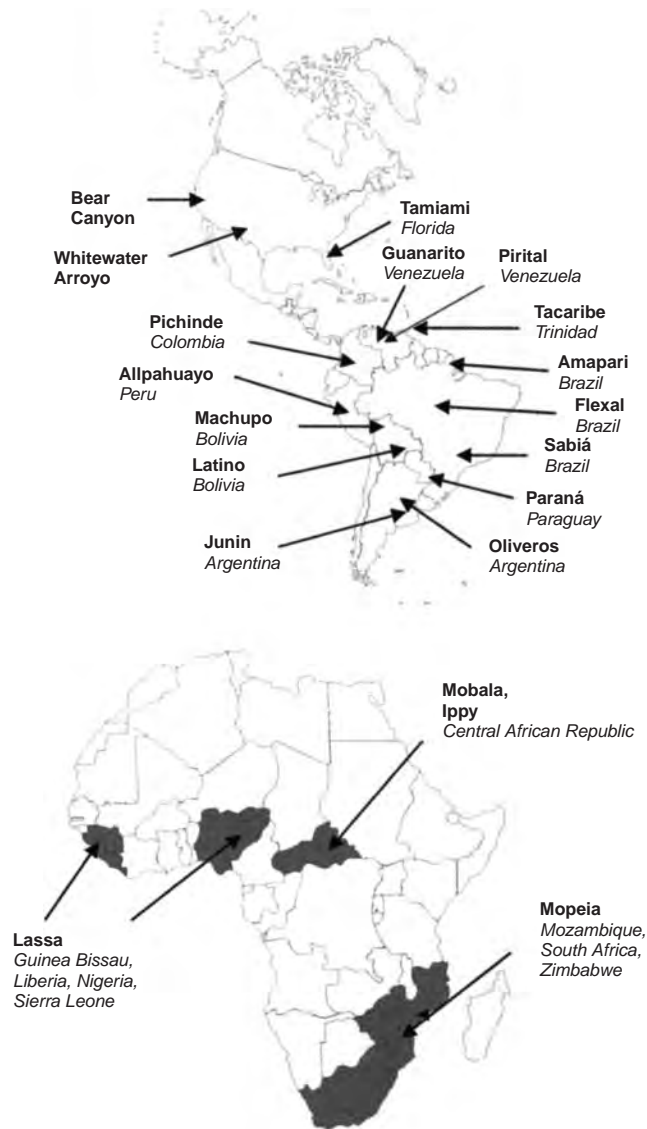 Bear
Canyon
Whitewater
Arroyo
Tamiami
Florida
Guanarito
Venezuela
Pirital
Venezuela
Pichinde
Colombia
Tacaribe
Trinidad
Allpahuayo
Peru
Amapari
Brazil
Machupo
Bolivia
Flexal
Brazil
Latino
Bolivia
Sabiá
Brazil
Paraná
Paraguay
Junin
Argentina
Oliveros
Argentina
Mobala,
Ippy
Central African Republic
Lassa
Guinea Bissau,
Liberia, Nigeria,
Sierra Leone
Mopeia
Mozambique,
South Africa,
Zimbabwe